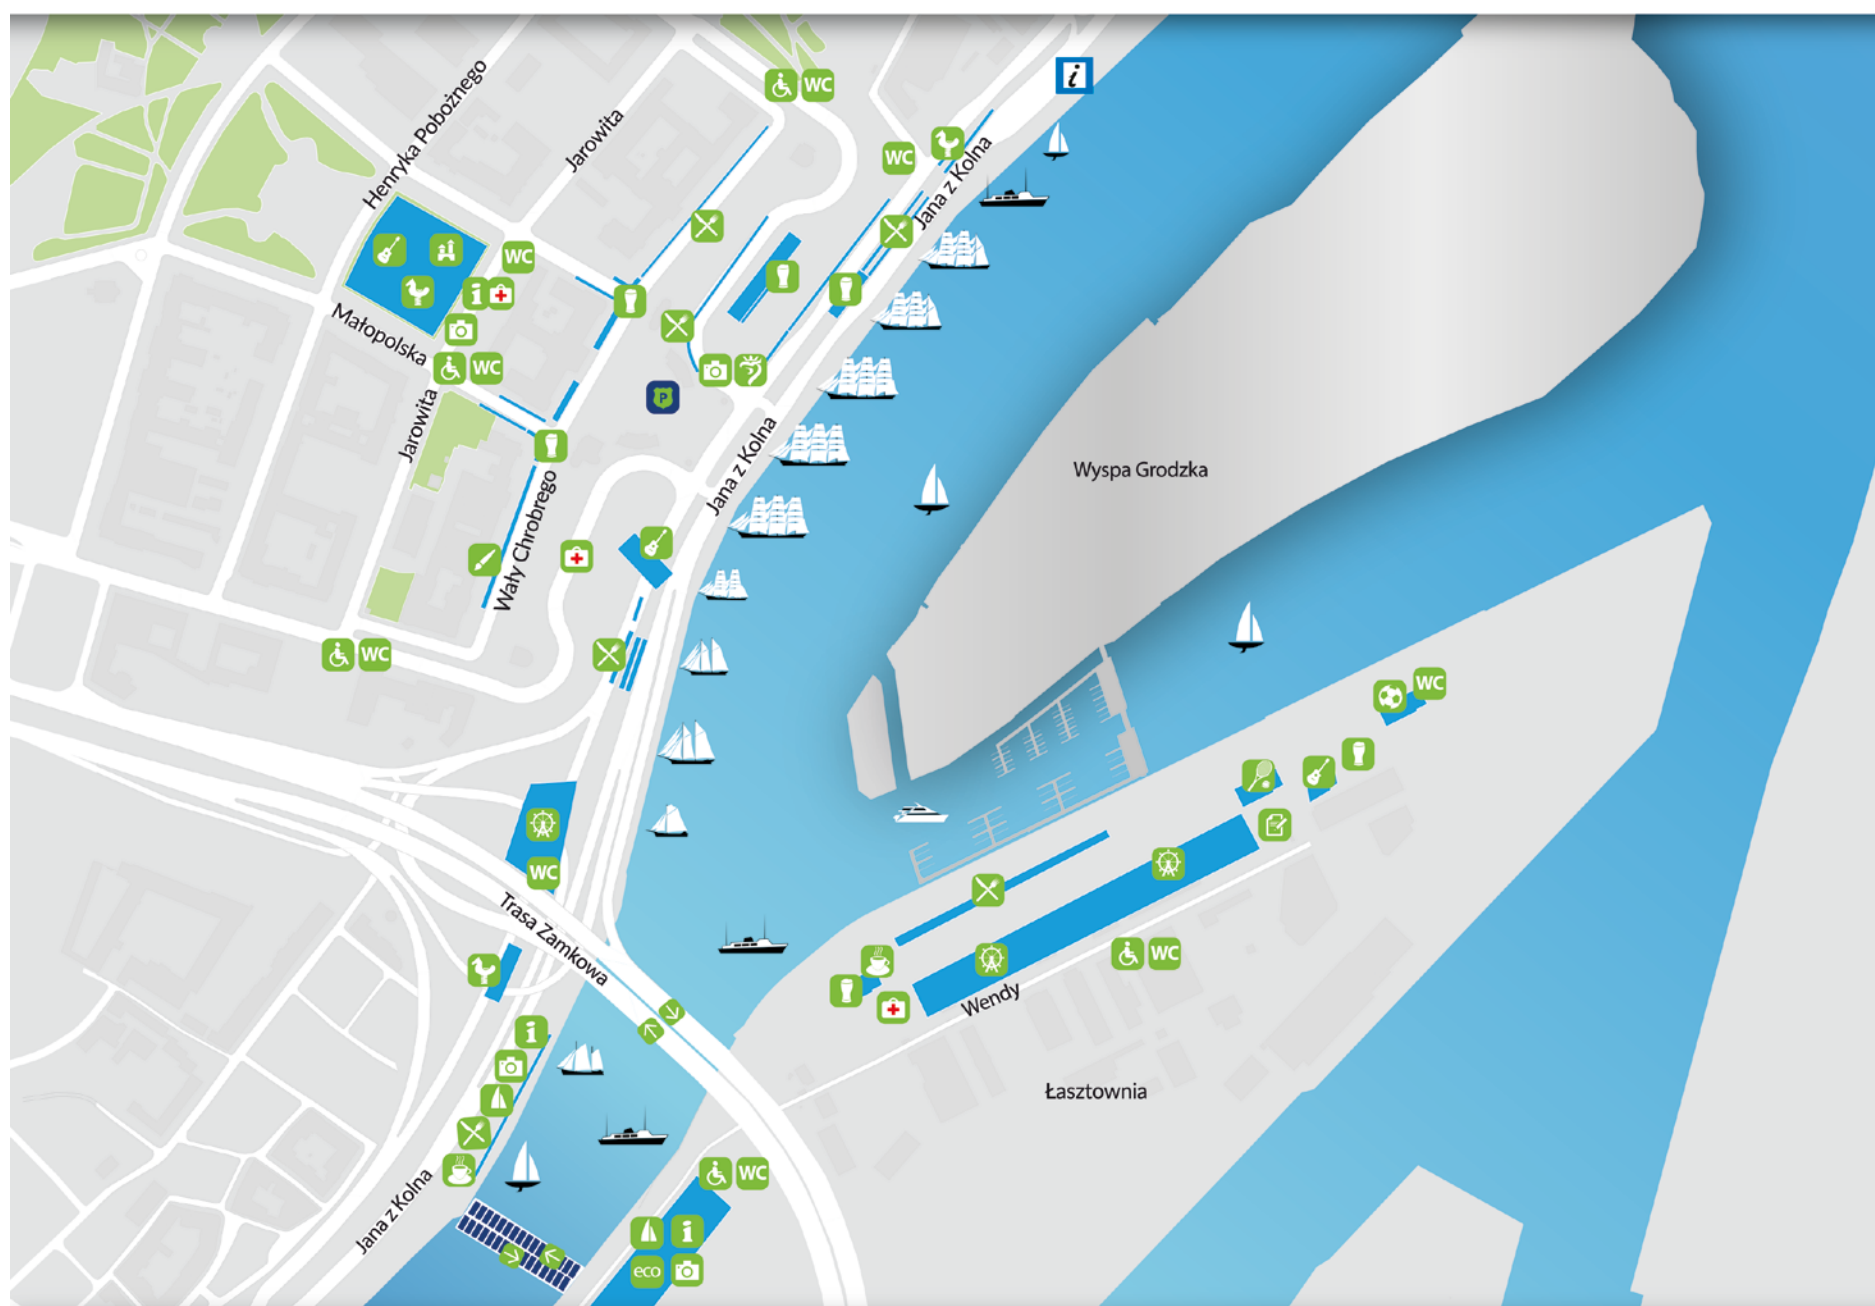 WC
Henryka Pobożnego
Jarowita
WC
Jana z Kolna
WC
i
Małopolska
WC
P
Jarowita
Jana z Kolna
Wyspa Grodzka
Wały Chrobrego
WC
WC
WC
Trasa Zamkowa
WC
Wendy
i
Łasztownia
WC
Jana z Kolna
i
eco
i